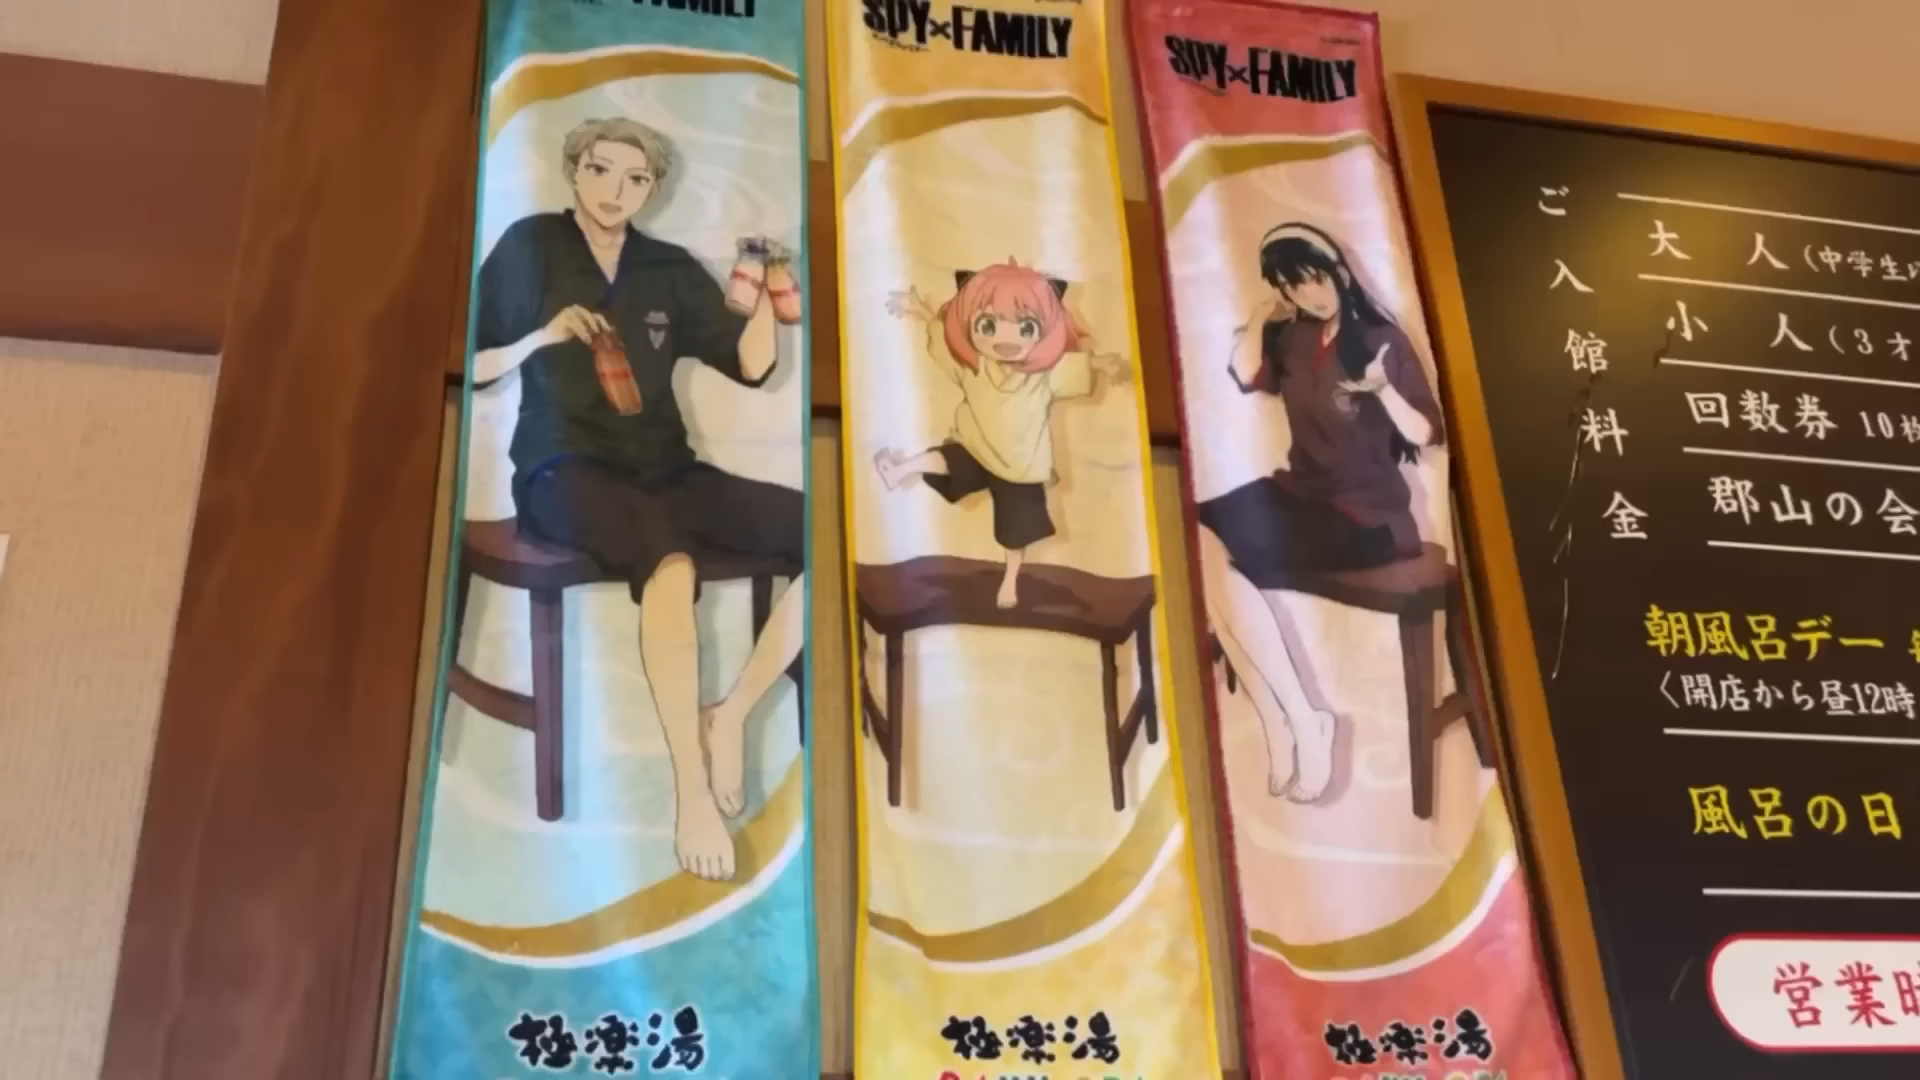 FAMILY
SPY×FAMILY
SPY×FAMILY
極楽湯
極楽湯
極楽湯
ご入館料金
大 人（中学生
小 人（3才
回数券 10枚
郡山の会
朝風呂デー 毎
〈開店から昼12時
風呂の日
営業時